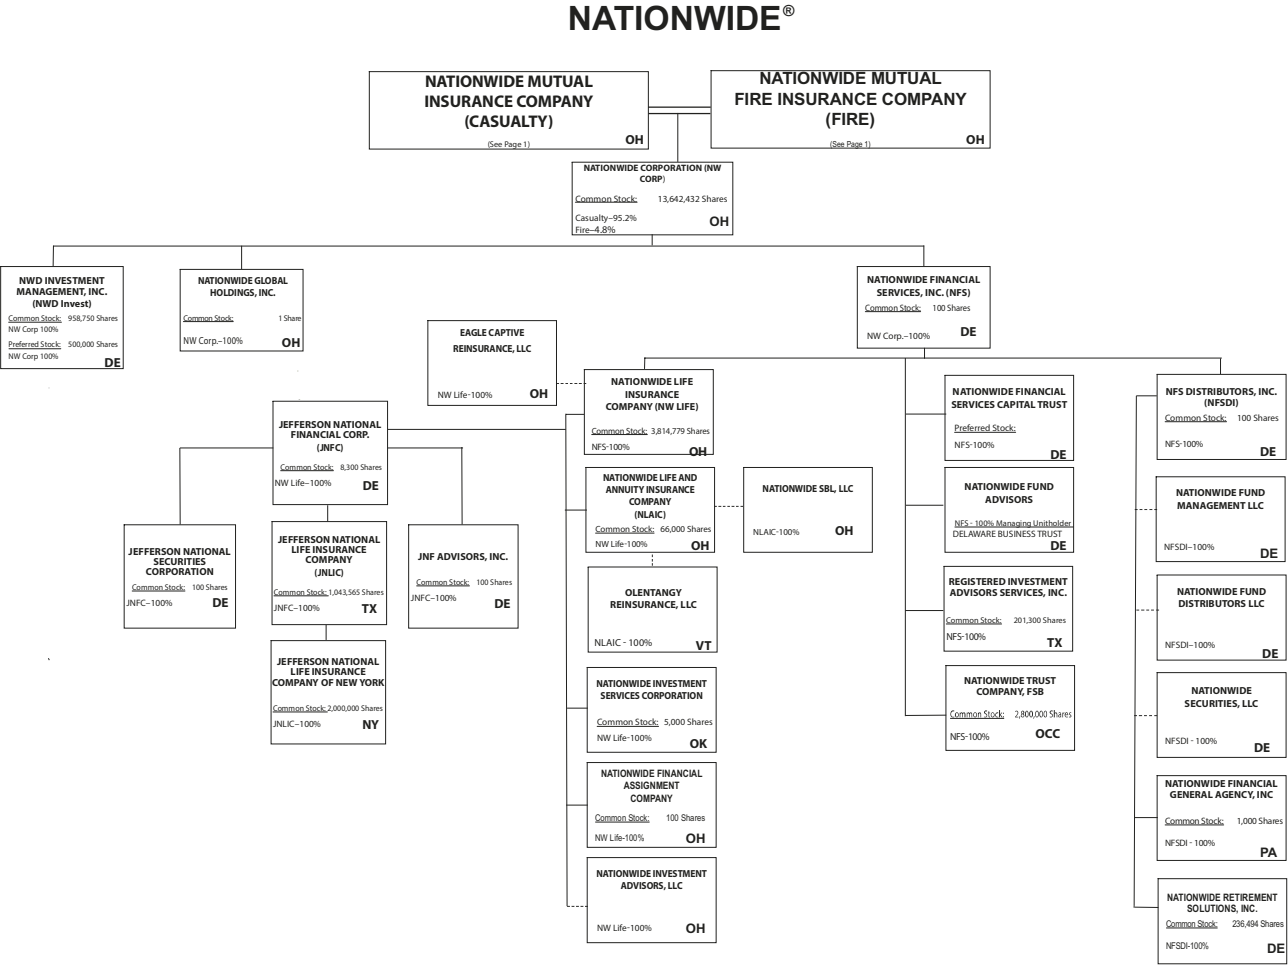 NATIONWIDE®
NATIONWIDE MUTUAL
INSURANCE COMPANY
(CASUALTY)
(See Page 1)
OH
NATIONWIDE MUTUAL
FIRE INSURANCE COMPANY
(FIRE)
(See Page 1)
OH
NATIONWIDE CORPORATION (NW
CORP)
Common Stock: 13,642,432 Shares
Casualty–95.2%
Fire–4.8%
OH
NWD INVESTMENT
MANAGEMENT, INC.
(NWD Invest)
Common Stock: 958,750 Shares
NW Corp 100%
Preferred Stock: 500,000 Shares
NW Corp 100%
DE
NATIONWIDE GLOBAL
HOLDINGS, INC.
Common Stock: 1 Share
NW Corp.–100%
OH
NATIONWIDE FINANCIAL
SERVICES, INC. (NFS)
Common Stock: 100 Shares
NW Corp.–100%
DE
EAGLE CAPTIVE
REINSURANCE, LLC
NW Life-100%
OH
NATIONWIDE LIFE
INSURANCE
COMPANY (NW LIFE)
Common Stock: 3,814,779 Shares
NFS-100%
OH
JEFFERSON NATIONAL
FINANCIAL CORP.
(JNFC)
Common Stock: 8,300 Shares
NW Life–100%
DE
JEFFERSON NATIONAL
SECURITIES
CORPORATION
Common Stock: 100 Shares
JNFC–100%
DE
JEFFERSON NATIONAL
LIFE INSURANCE
COMPANY
(JNLIC)
Common Stock: 1,043,565 Shares
JNFC–100%
TX
JNF ADVISORS, INC.
Common Stock: 100 Shares
JNFC–100%
DE
JEFFERSON NATIONAL
LIFE INSURANCE
COMPANY OF NEW YORK
Common Stock: 2,000,000 Shares
JNLIC–100%
NY
NATIONWIDE LIFE AND
ANNUITY INSURANCE
COMPANY
(NLAIC)
Common Stock: 66,000 Shares
NW Life-100%
OH
NATIONWIDE SBL, LLC
NLAIC-100%
OH
OLENTANGY
REINSURANCE, LLC
NLAIC - 100%
VT
NATIONWIDE INVESTMENT
SERVICES CORPORATION
Common Stock: 5,000 Shares
NW Life-100%
OK
NATIONWIDE FINANCIAL
ASSIGNMENT
COMPANY
Common Stock: 100 Shares
NW Life-100%
OH
NATIONWIDE INVESTMENT
ADVISORS, LLC
NW Life-100%
OH
NATIONWIDE FINANCIAL
SERVICES CAPITAL TRUST
Preferred Stock:
NFS-100%
DE
NATIONWIDE FUND
ADVISORS
NFS - 100% Managing Unitholder
DELAWARE BUSINESS TRUST
DE
REGISTERED INVESTMENT
ADVISORS SERVICES, INC.
Common Stock: 201,300 Shares
NFS-100%
TX
NATIONWIDE TRUST
COMPANY, FSB
Common Stock: 2,800,000 Shares
NFS-100%
OCC
NFS DISTRIBUTORS, INC.
(NFSDI)
Common Stock: 100 Shares
NFS-100%
DE
NATIONWIDE FUND
MANAGEMENT LLC
NFSDI–100%
DE
NATIONWIDE FUND
DISTRIBUTORS LLC
NFSDI–100%
DE
NATIONWIDE
SECURITIES, LLC
NFSDI - 100%
DE
NATIONWIDE FINANCIAL
GENERAL AGENCY, INC
Common Stock: 1,000 Shares
NFSDI - 100%
PA
NATIONWIDE RETIREMENT
SOLUTIONS, INC.
Common Stock: 236,494 Shares
NFSDI-100%
DE